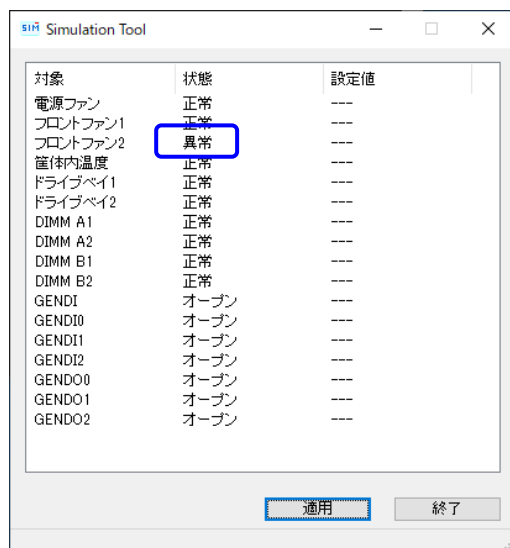 SIM Simulation Tool
対象 状態 設定値
電源ファン 正常 ---
フロントファン1 正常 ---
フロントファン2 異常 ---
筐体内温度 正常 ---
ドライブベイ1 正常 ---
ドライブベイ2 正常 ---
DIMM A1 正常 ---
DIMM A2 正常 ---
DIMM B1 正常 ---
DIMM B2 正常 ---
GENDI オープン ---
GENDI0 オープン ---
GENDI1 オープン ---
GENDI2 オープン ---
GENDO0 オープン ---
GENDO1 オープン ---
GENDO2 オープン ---
適用 終了